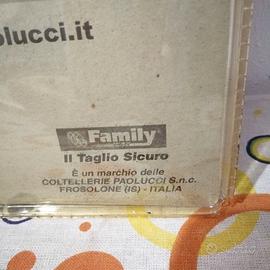 olucci.it
Family
Il Taglio Sicuro
È un marchio delle
COLTELLERIE PAOLUCCI S.n.c.
FROSOLONE (IS) - ITALIA